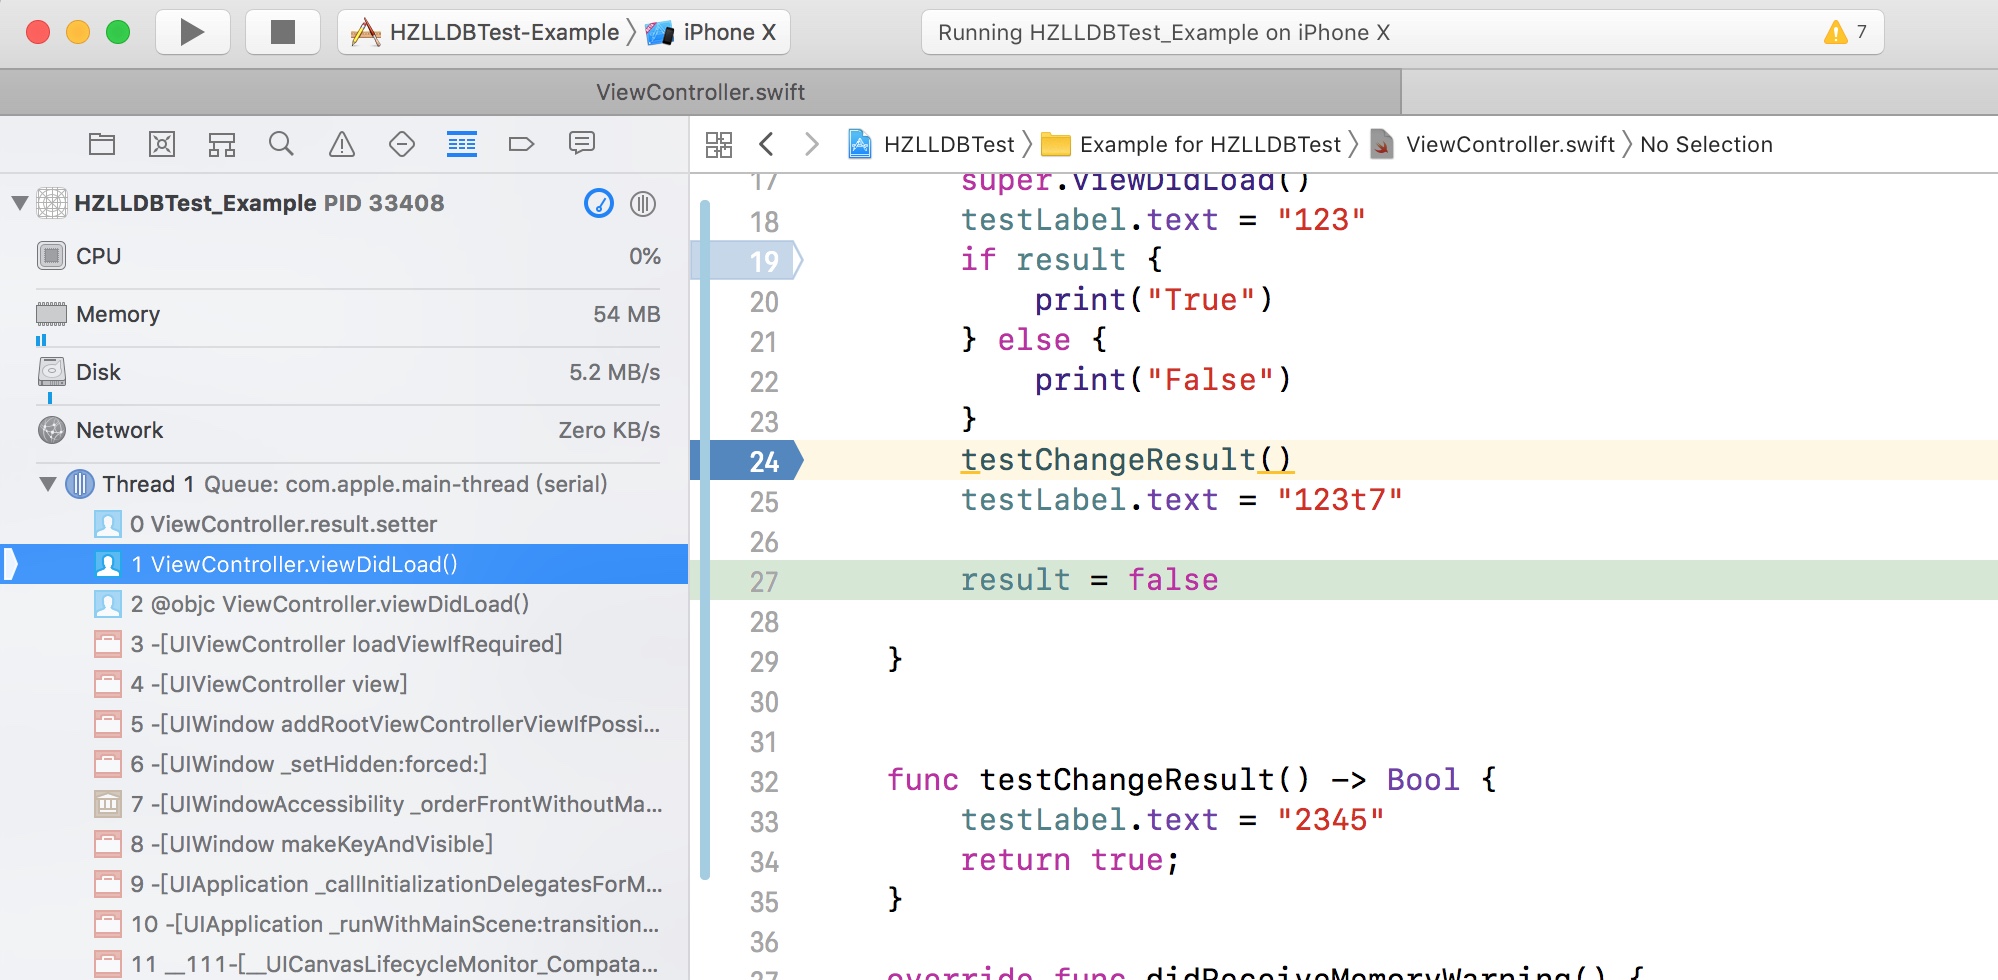 HZLLDBTest-Example 〉 iPhone X
Running HZLLDBTest_Example on iPhone X
7
ViewController.swift
HZLLDBTest 〉 Example for HZLLDBTest 〉 ViewController.swift 〉 No Selection
HZLLDBTest_Example PID 33408
CPU 0%
Memory 54 MB
Disk 5.2 MB/s
Network Zero KB/s
Thread 1 Queue: com.apple.main-thread (serial)
0 ViewController.result.setter
1 ViewController.viewDidLoad()
2 @objc ViewController.viewDidLoad()
3 -[UIViewController loadViewIfRequired]
4 -[UIViewController view]
5 -[UIWindow addRootViewControllerViewIfPossi...
6 -[UIWindow _setHidden:forced:]
7 -[UIWindowAccessibility _orderFrontWithoutMa...
8 -[UIWindow makeKeyAndVisible]
9 -[UIApplication _callInitializationDelegatesForM...
10 -[UIApplication _runWithMainScene:transition...
11 __111-[__UICanvasLifecycleMonitor_Compata...
17 super.viewDidLoad()
18 testLabel.text = "123"
19 if result {
20 print("True")
21 } else {
22 print("False")
23 }
24 testChangeResult()
25 testLabel.text = "123t7"
26
27 result = false
28
29 }
30
31
32 func testChangeResult() -> Bool {
33 testLabel.text = "2345"
34 return true;
35 }
36
37 override func didReceiveMemoryWarning() {